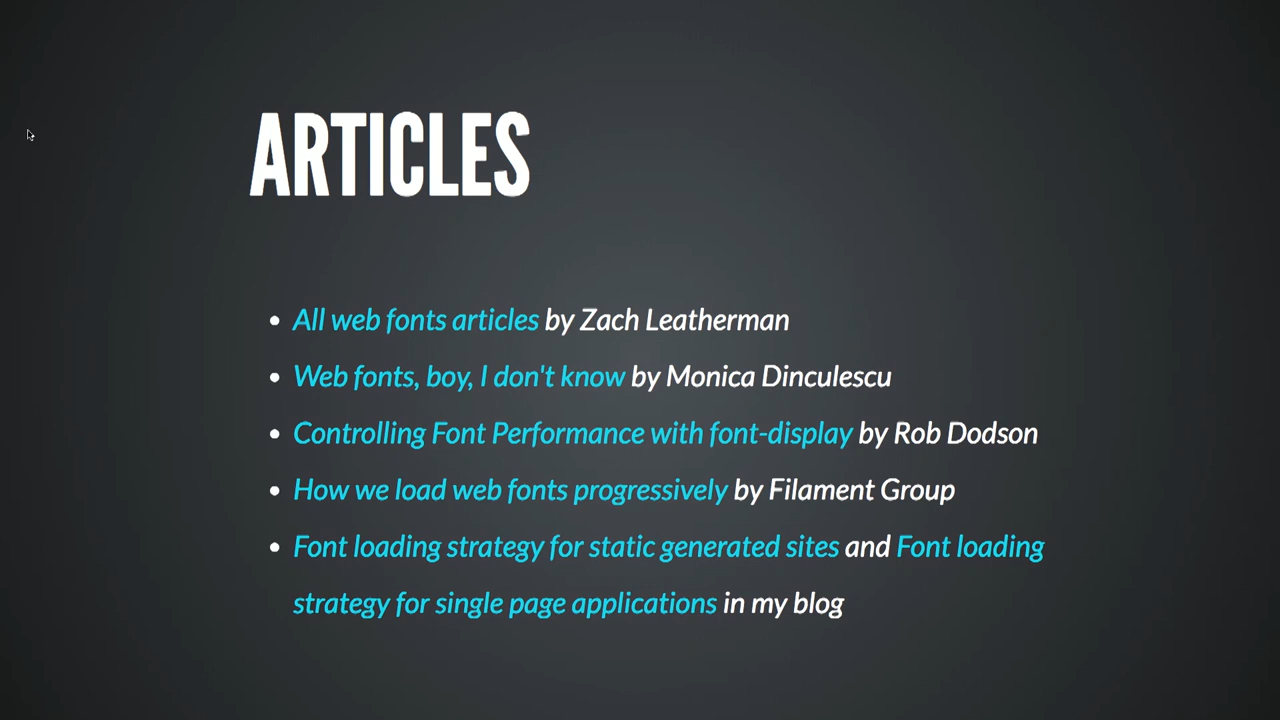 ARTICLES
All web fonts articles by Zach Leatherman
Web fonts, boy, I don't know by Monica Dinculescu
Controlling Font Performance with font-display by Rob Dodson
How we load web fonts progressively by Filament Group
Font loading strategy for static generated sites and Font loading
strategy for single page applications in my blog